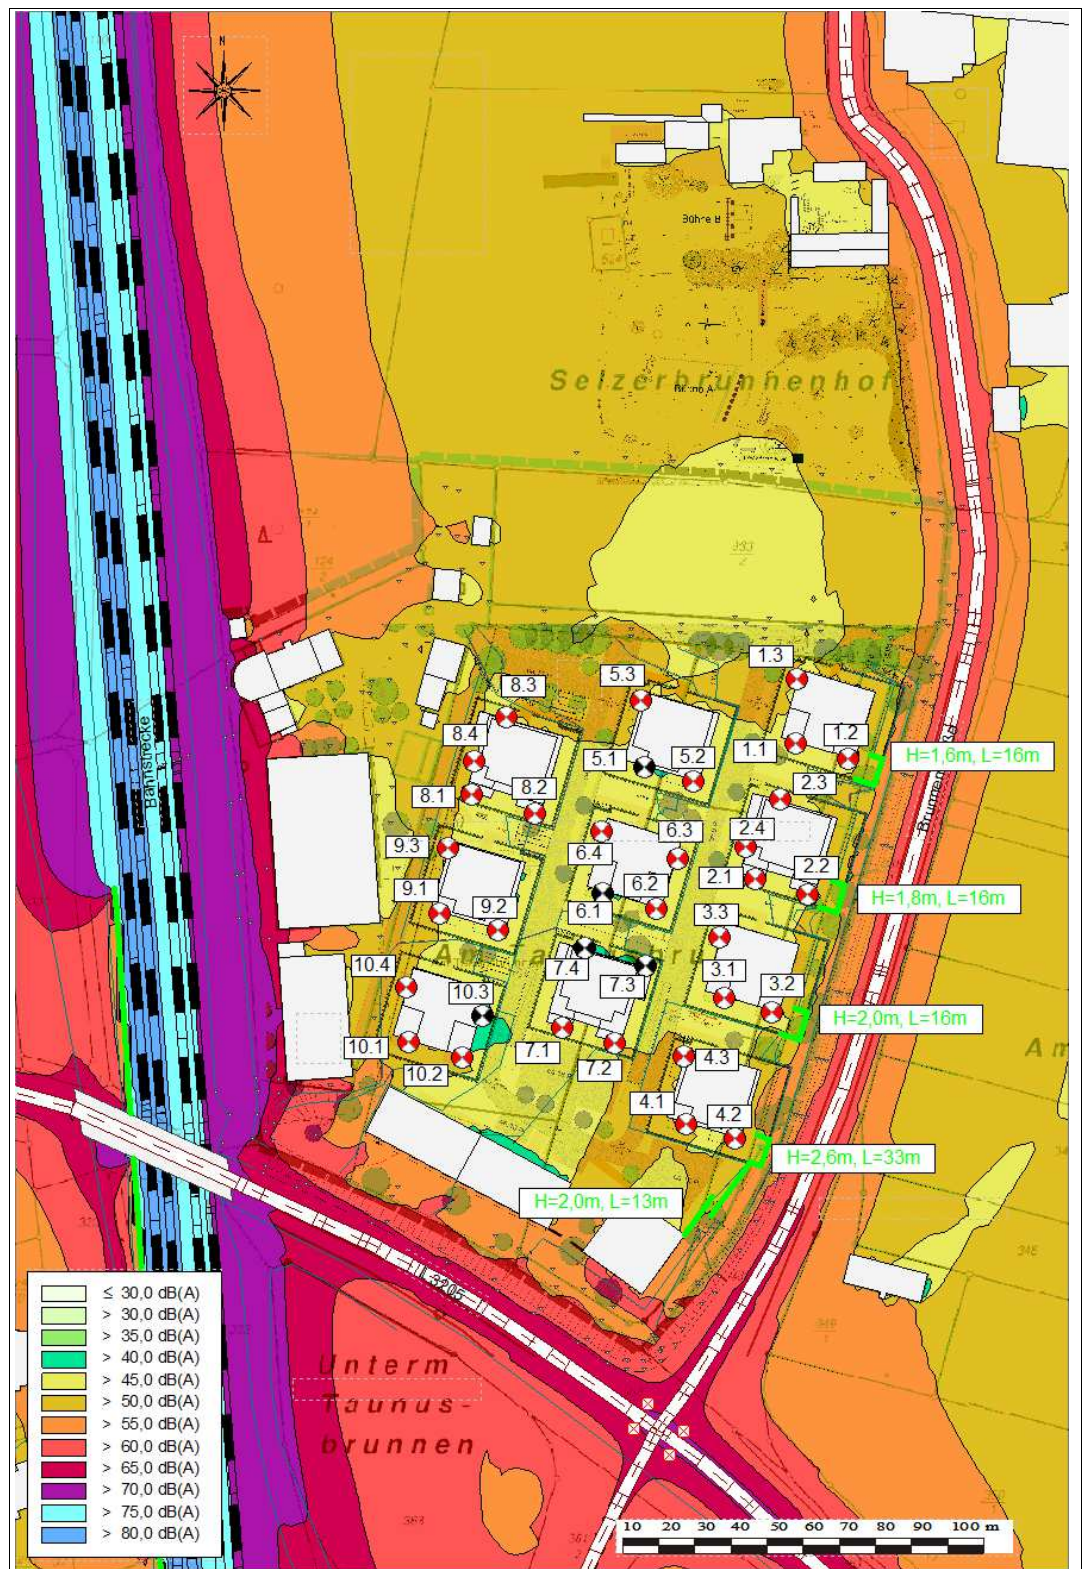 N
Bühne B
Selzerbrunnenhof
Bühne A
124
2
393
2
1.3
5.3
8.3
1.2
1.1
8.4
5.1
5.2
H=1,6m, L=16m
2.3
8.1
8.2
6.3
2.4
9.3
6.4
2.2
2.1
6.2
9.1
H=1,8m, L=16m
9.2
6.1
3.3
7.4
10.4
7.3
3.1
3.2
10.3
H=2,0m, L=16m
7.1
10.1
4.3
7.2
10.2
4.1
4.2
H=2,6m, L=33m
H=2,0m, L=13m
Bahnstrecke
Am
L 3205
Unterm
Taunus-
brunnen
≤ 30,0 dB(A)
> 30,0 dB(A)
> 35,0 dB(A)
> 40,0 dB(A)
> 45,0 dB(A)
> 50,0 dB(A)
> 55,0 dB(A)
> 60,0 dB(A)
> 65,0 dB(A)
> 70,0 dB(A)
> 75,0 dB(A)
> 80,0 dB(A)
10 20 30 40 50 60 70 80 90 100 m